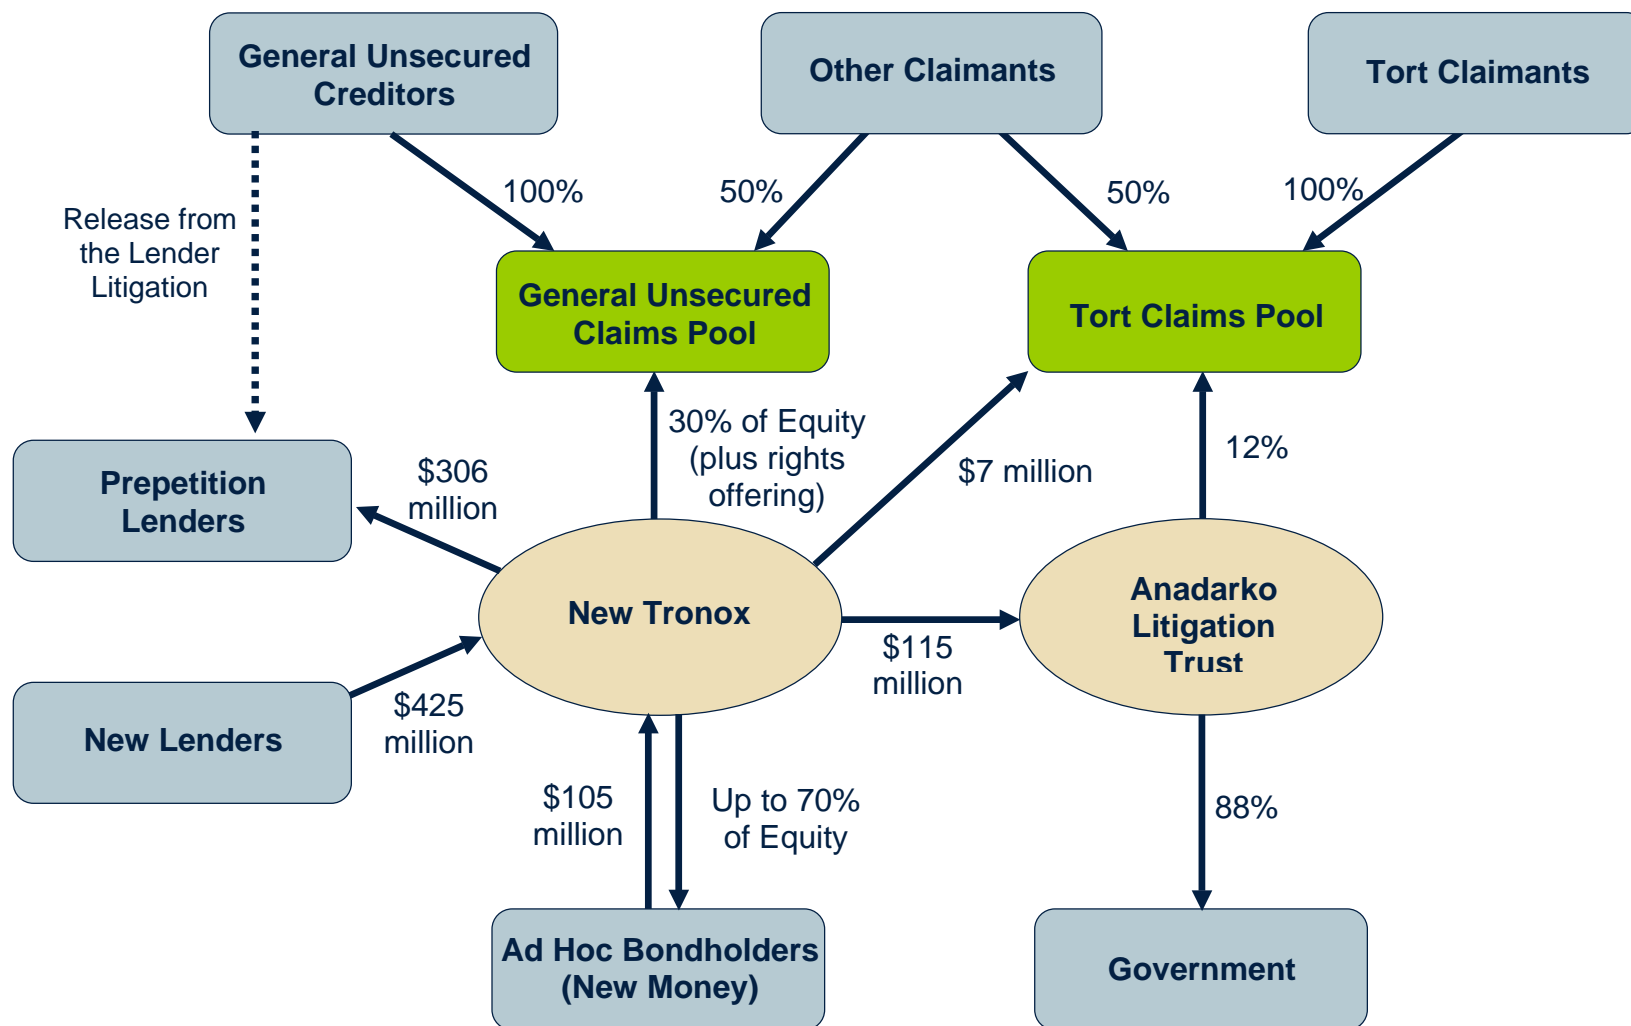 General Unsecured
Creditors
Other Claimants
Tort Claimants
100%
50%
50%
100%
Release from
the Lender
Litigation
General Unsecured
Claims Pool
Tort Claims Pool
30% of Equity
(plus rights
offering)
$7 million
12%
Prepetition
Lenders
$306
million
New Tronox
Anadarko
Litigation
Trust
$115
million
New Lenders
$425
million
$105
million
Up to 70%
of Equity
88%
Ad Hoc Bondholders
(New Money)
Government